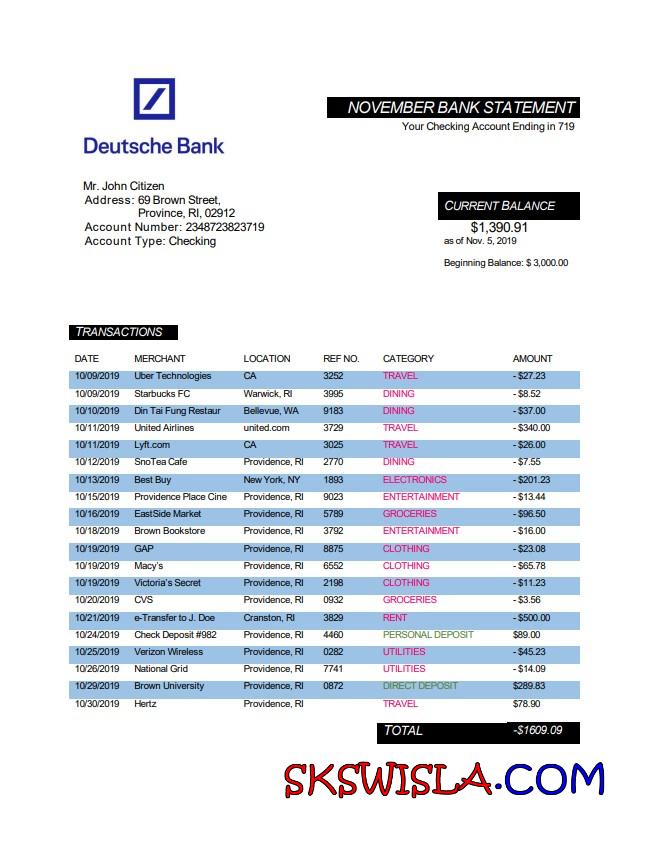 Deutsche Bank
NOVEMBER BANK STATEMENT
Your Checking Account Ending in 719
Mr. John Citizen
Address: 69 Brown Street,
Province, RI, 02912
Account Number: 2348723823719
Account Type: Checking
CURRENT BALANCE
$1,390.91
as of Nov. 5, 2019
Beginning Balance: $ 3,000.00
TRANSACTIONS
DATE MERCHANT LOCATION REF NO. CATEGORY AMOUNT
10/09/2019 Uber Technologies CA 3252 TRAVEL - $27.23
10/09/2019 Starbucks FC Warwick, RI 3995 DINING - $8.52
10/10/2019 Din Tai Fung Restaur Bellevue, WA 9183 DINING - $37.00
10/11/2019 United Airlines united.com 3729 TRAVEL - $340.00
10/11/2019 Lyft.com CA 3025 TRAVEL - $26.00
10/12/2019 SnoTea Cafe Providence, RI 2770 DINING - $7.55
10/13/2019 Best Buy New York, NY 1893 ELECTRONICS - $201.23
10/15/2019 Providence Place Cine Providence, RI 9023 ENTERTAINMENT - $13.44
10/16/2019 EastSide Market Providence, RI 5789 GROCERIES - $96.50
10/18/2019 Brown Bookstore Providence, RI 3792 ENTERTAINMENT - $16.00
10/19/2019 GAP Providence, RI 8875 CLOTHING - $23.08
10/19/2019 Macy's Providence, RI 6552 CLOTHING - $65.78
10/19/2019 Victoria's Secret Providence, RI 2198 CLOTHING - $11.23
10/20/2019 CVS Providence, RI 0932 GROCERIES - $3.56
10/21/2019 e-Transfer to J. Doe Cranston, RI 3829 RENT - $500.00
10/24/2019 Check Deposit #982 Providence, RI 4460 PERSONAL DEPOSIT $89.00
10/25/2019 Verizon Wireless Providence, RI 0282 UTILITIES - $45.23
10/26/2019 National Grid Providence, RI 7741 UTILITIES - $14.09
10/29/2019 Brown University Providence, RI 0872 DIRECT DEPOSIT $289.83
10/30/2019 Hertz Providence, RI TRAVEL $78.90
TOTAL -$1609.09
SKSWISLA.COM